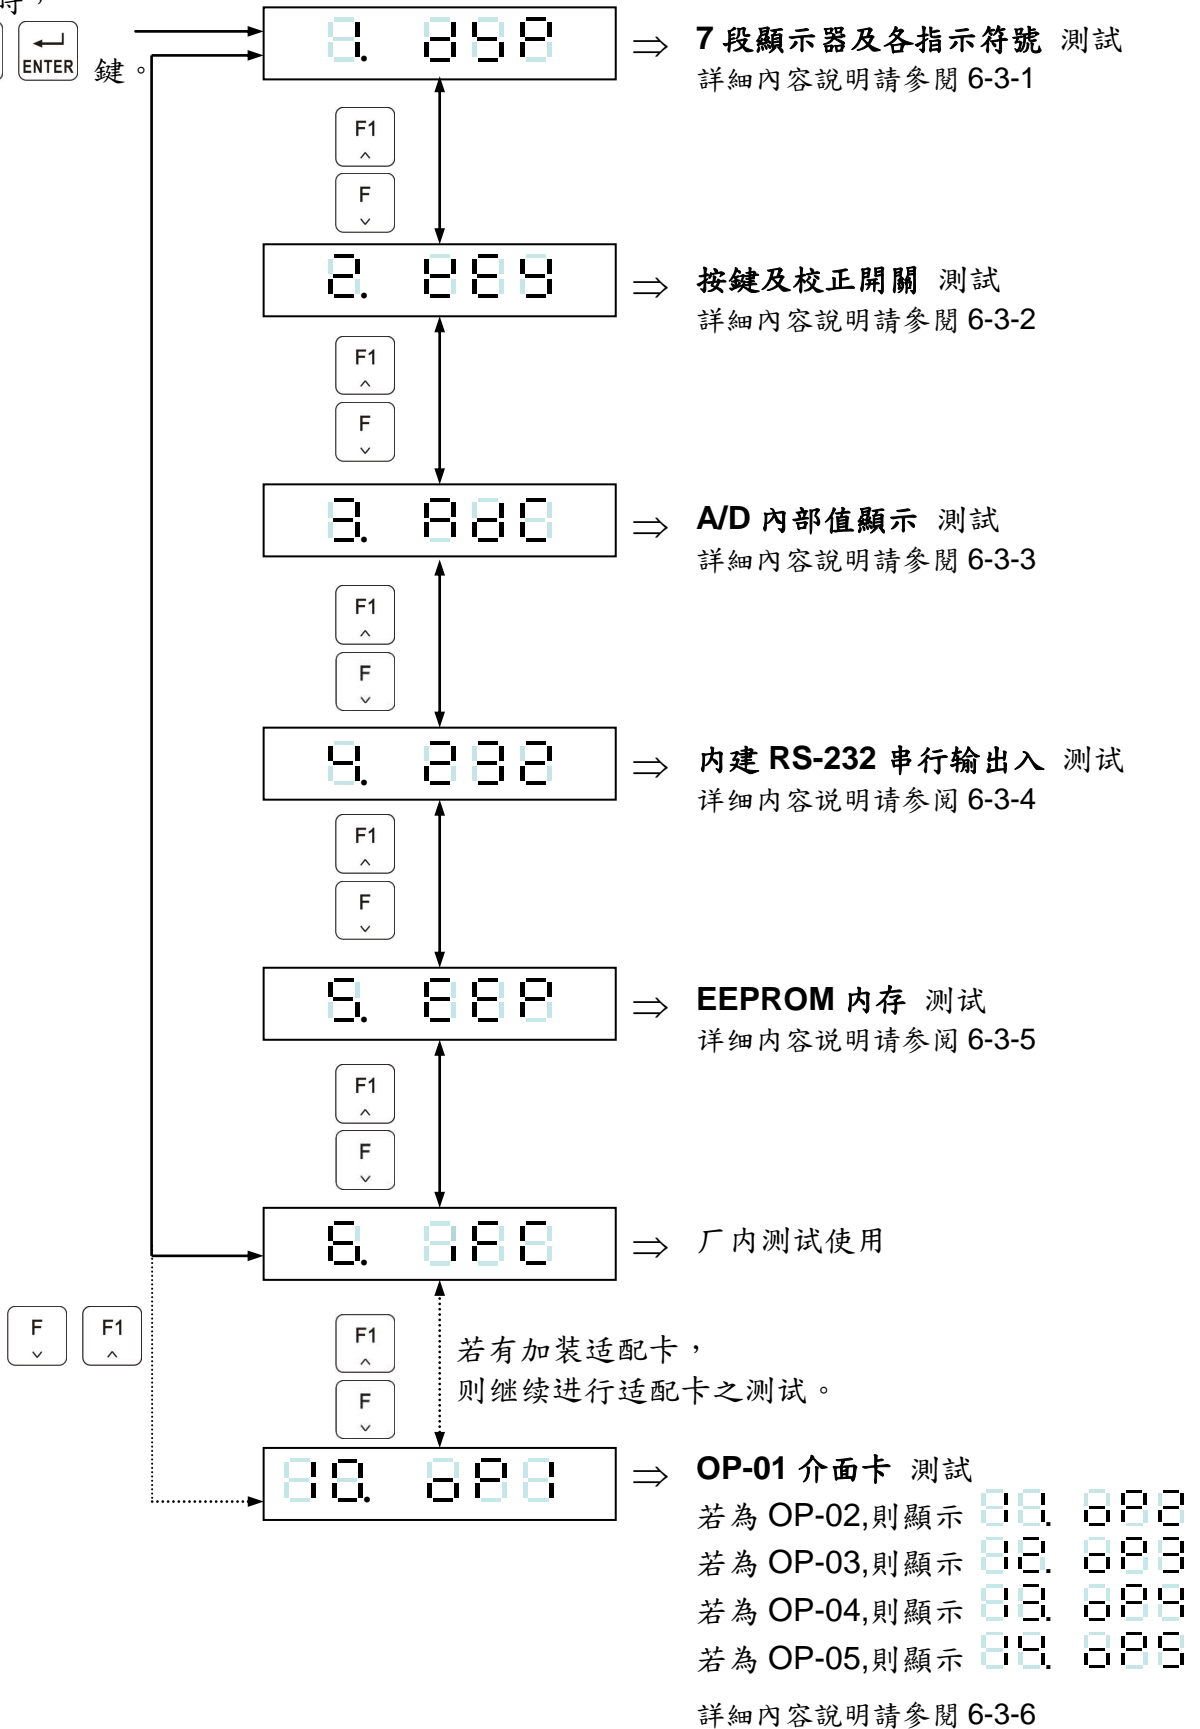 時，
ENTER 鍵。
1. dSP ⇒ 7 段顯示器及各指示符號 測試
詳細內容說明請參閱 6-3-1
F1
F
2. KEY ⇒ 按鍵及校正開關 測試
詳細內容說明請參閱 6-3-2
F1
F
3. AdC ⇒ A/D 內部值顯示 測試
詳細內容說明請參閱 6-3-3
F1
F
4. 232 ⇒ 内建 RS-232 串行输出入 测试
详细内容说明请参阅 6-3-4
F1
F
5. EEP ⇒ EEPROM 内存 测试
详细内容说明请参阅 6-3-5
F1
F
6. iFC ⇒ 厂内测试使用
F F1
F1
F
若有加装适配卡，
则继续进行适配卡之测试。
10. oP1 ⇒ OP-01 介面卡 測試
若為 OP-02,則顯示 11. oP2
若為 OP-03,則顯示 12. oP3
若為 OP-04,則顯示 13. oP4
若為 OP-05,則顯示 14. oP5
詳細內容說明請參閱 6-3-6